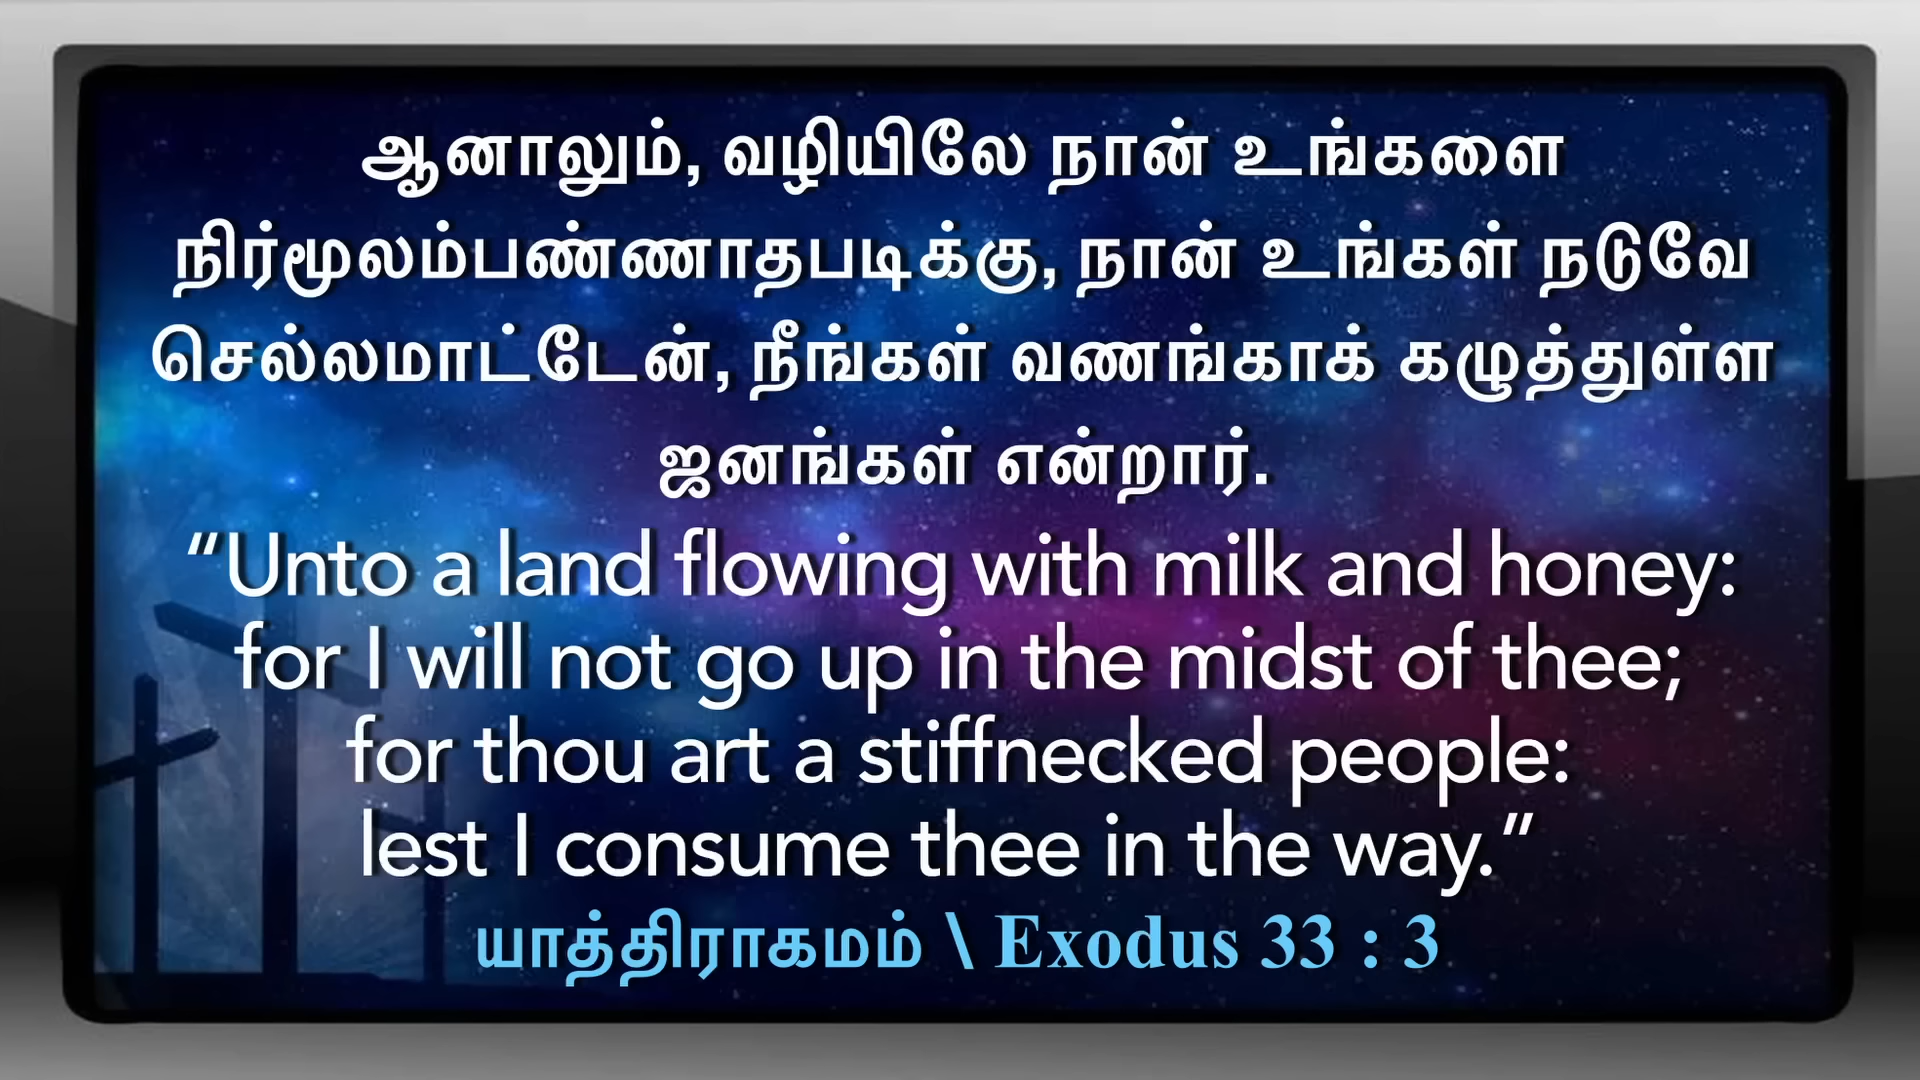 ஆனாலும், வழியிலே நான் உங்களை
நிர்மூலம்பண்ணாதபடிக்கு, நான் உங்கள் நடுவே
செல்லமாட்டேன், நீங்கள் வணங்காக் கழுத்துள்ள
ஜனங்கள் என்றார்.
“Unto a land flowing with milk and honey:
for I will not go up in the midst of thee;
for thou art a stiffnecked people:
lest I consume thee in the way.”
யாத்திராகமம் \ Exodus 33 : 3